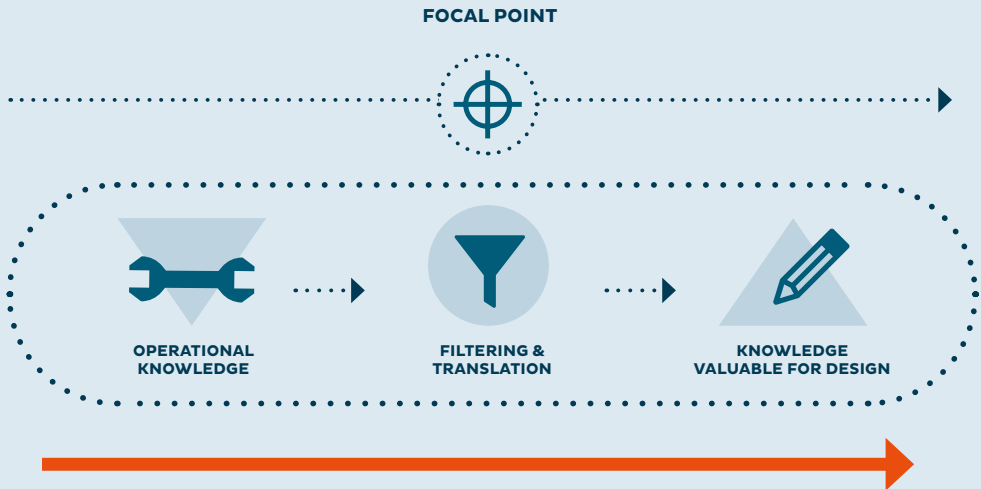 FOCAL POINT
OPERATIONAL
KNOWLEDGE
FILTERING &
TRANSLATION
KNOWLEDGE
VALUABLE FOR DESIGN